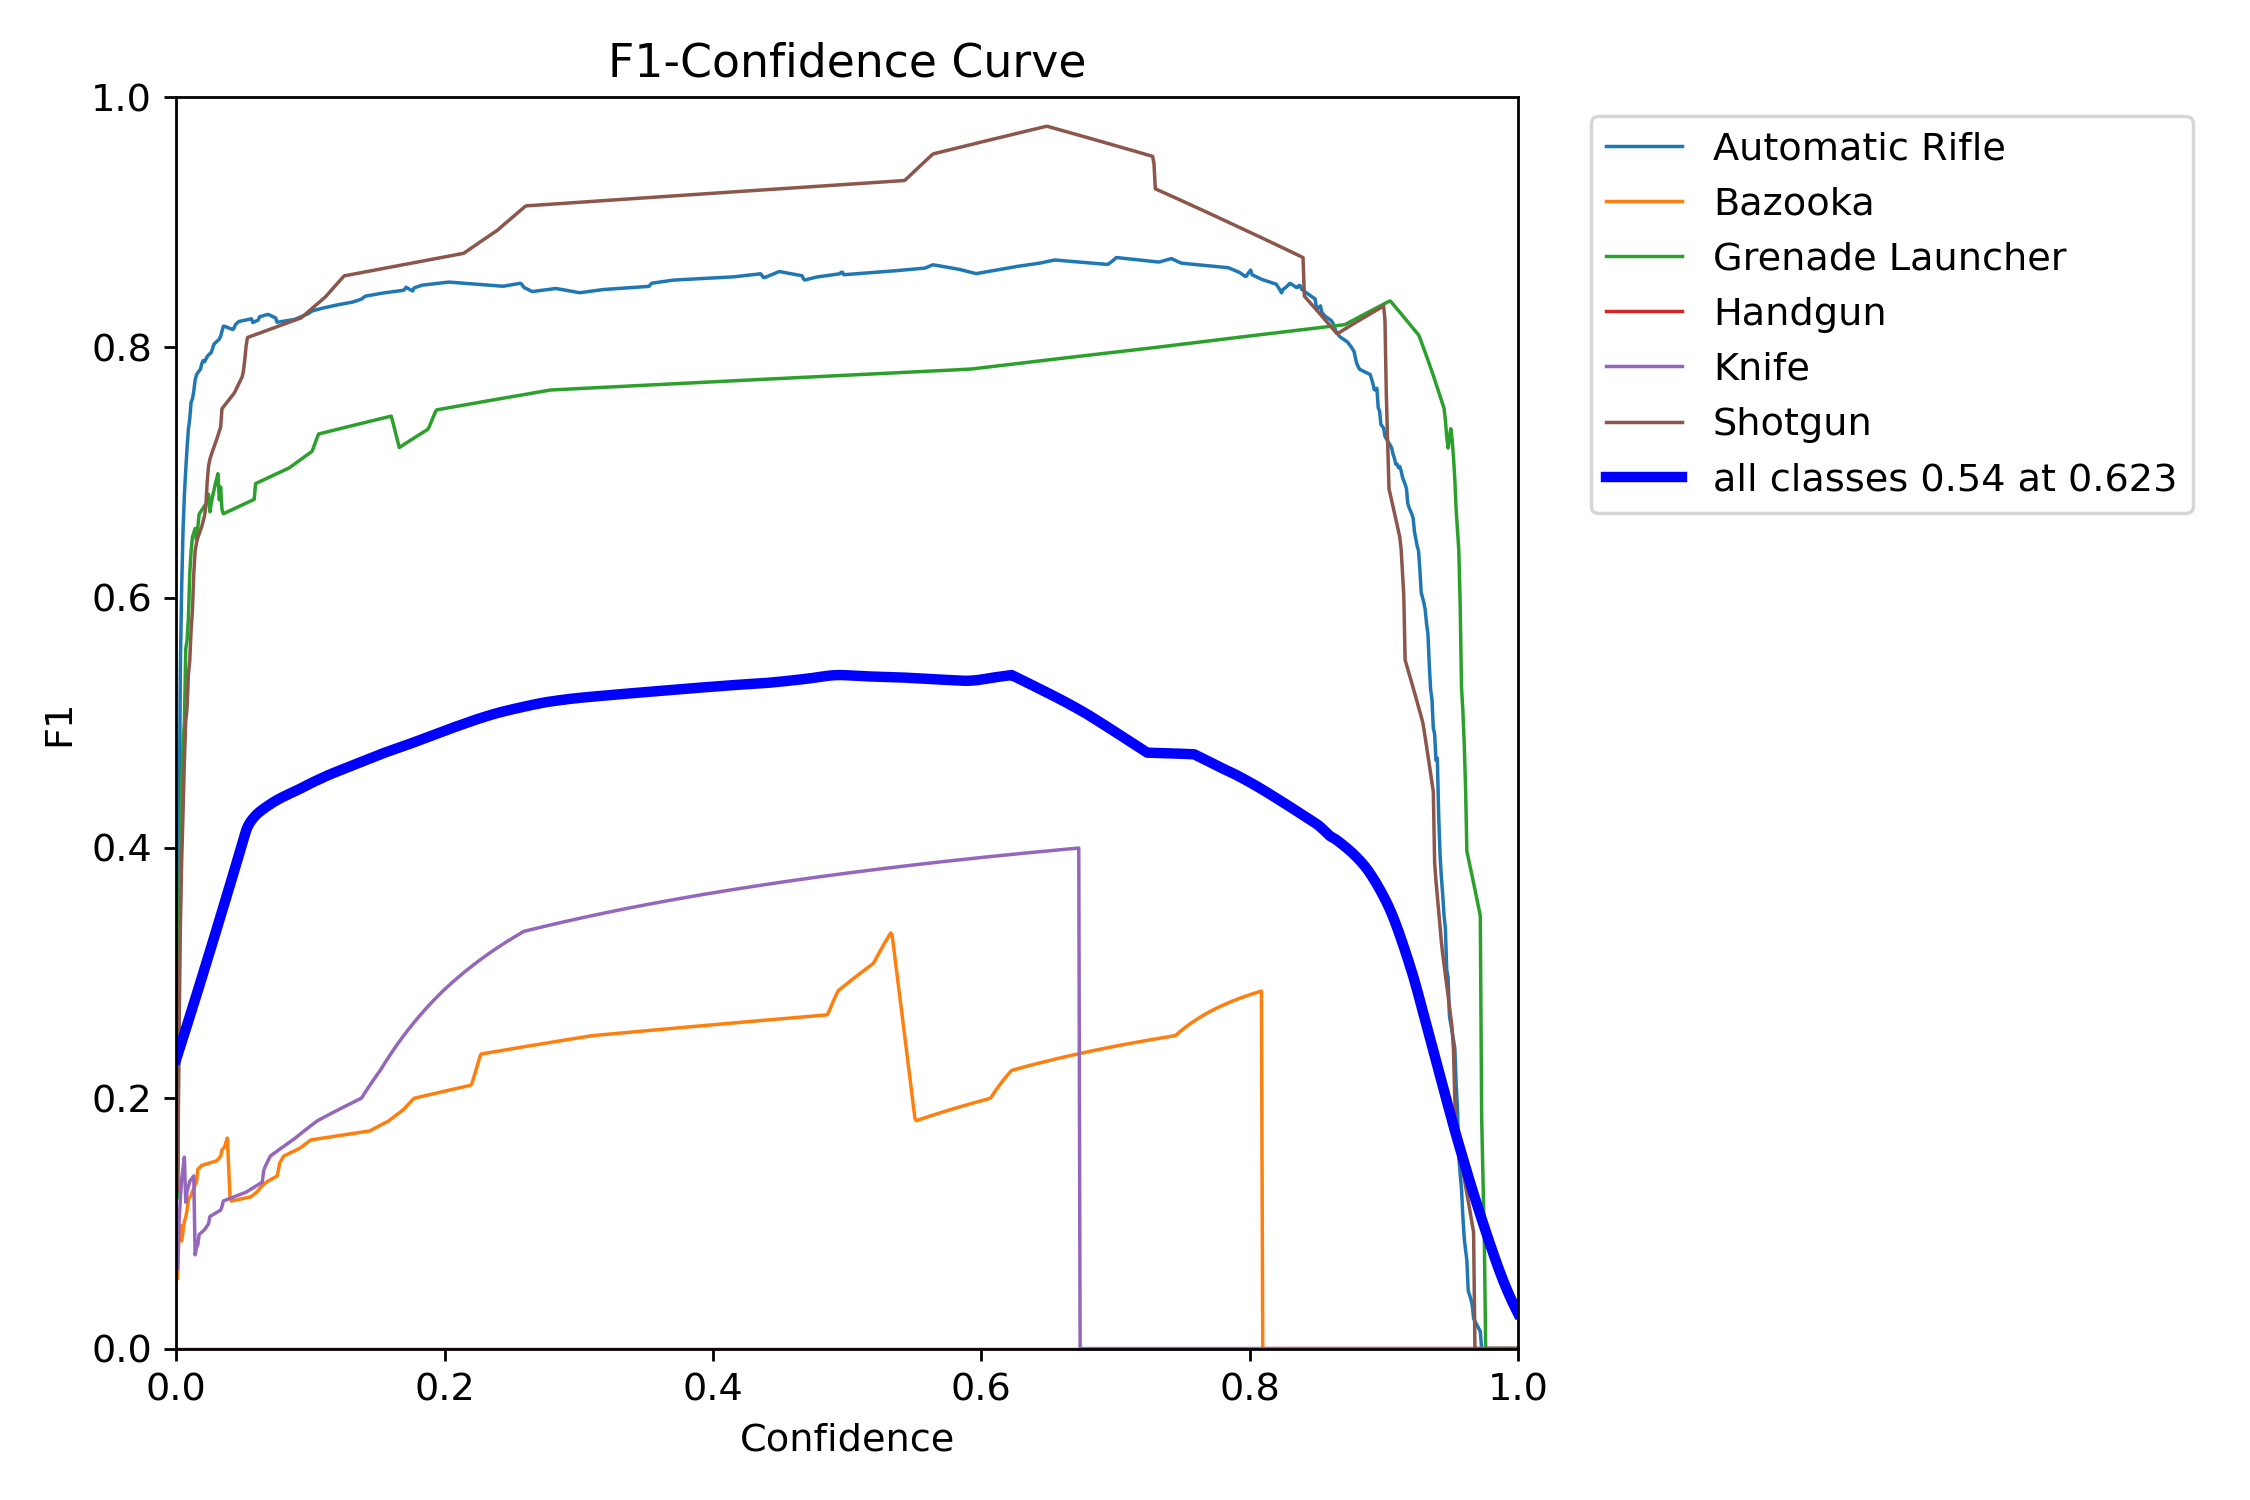 F1-Confidence Curve
1.0
0.8
0.6
0.4
0.2
0.0
F1
0.0 0.2 0.4 0.6 0.8 1.0
Confidence
Automatic Rifle
Bazooka
Grenade Launcher
Handgun
Knife
Shotgun
all classes 0.54 at 0.623